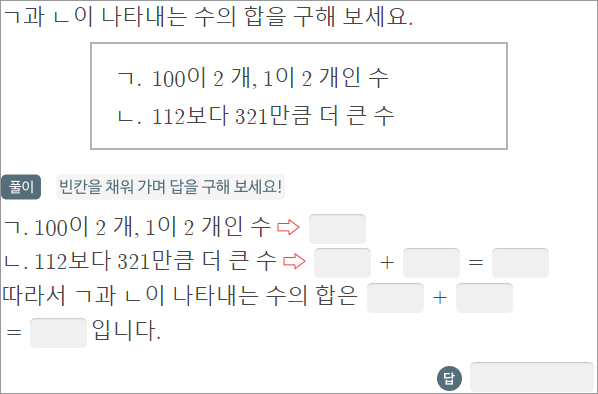 ㄱ과 ㄴ이 나타내는 수의 합을 구해 보세요.
ㄱ. 100이 2 개, 1이 2 개인 수
ㄴ. 112보다 321만큼 더 큰 수
풀이 빈칸을 채워 가며 답을 구해 보세요!
ㄱ. 100이 2 개, 1이 2 개인 수 ⇨
ㄴ. 112보다 321만큼 더 큰 수 ⇨ + =
따라서 ㄱ과 ㄴ이 나타내는 수의 합은 +
= 입니다.
답